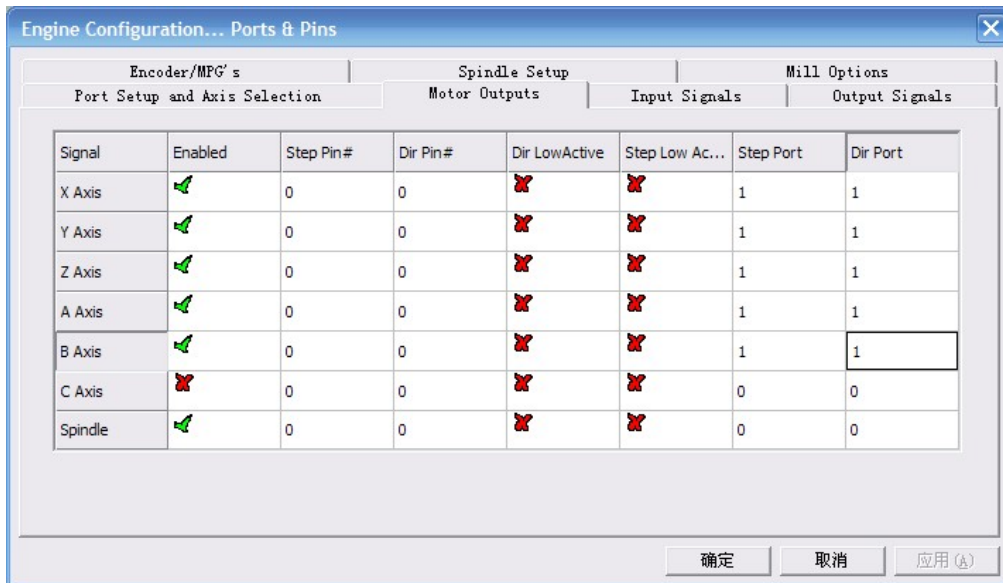 Engine Configuration... Ports & Pins
Encoder/MPG's Spindle Setup Mill Options
Port Setup and Axis Selection Motor Outputs Input Signals Output Signals
Signal Enabled Step Pin# Dir Pin# Dir LowActive Step Low Ac... Step Port Dir Port
X Axis 0 0 1 1
Y Axis 0 0 1 1
Z Axis 0 0 1 1
A Axis 0 0 1 1
B Axis 0 0 1 1
C Axis 0 0 0 0
Spindle 0 0 0 0
确定 取消 应用(A)